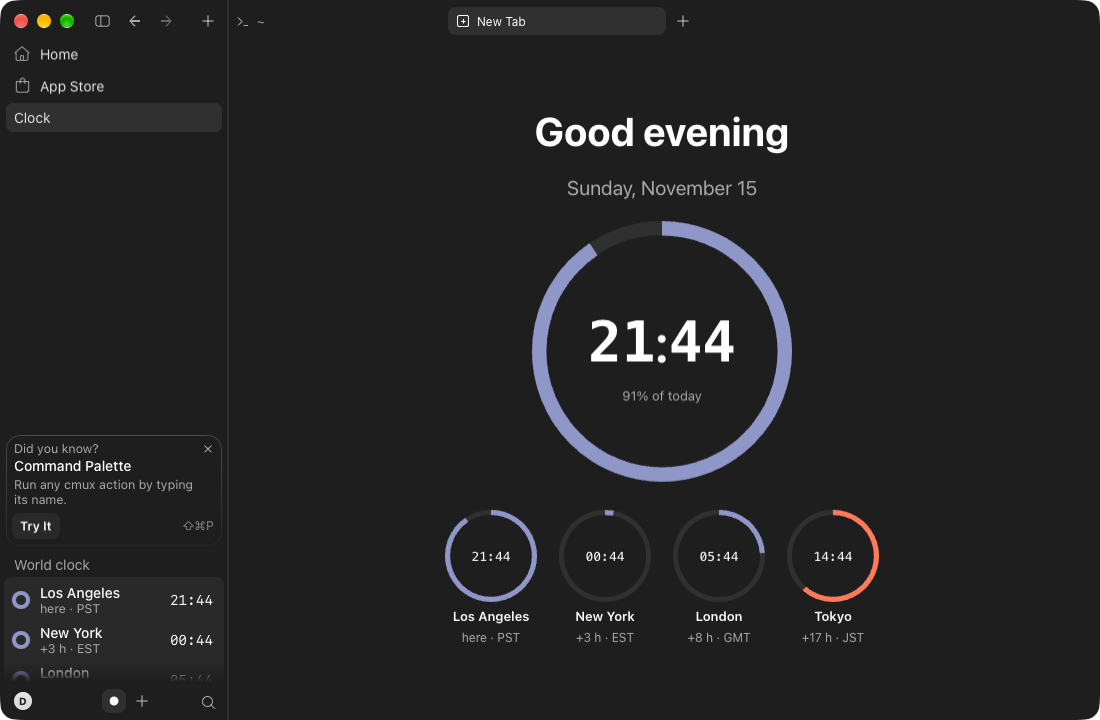 >_ ~
New Tab
Home
App Store
Clock
Good evening
Sunday, November 15
21:44
91% of today
21:44
00:44
05:44
14:44
Los Angeles
New York
London
Tokyo
here · PST
+3 h · EST
+8 h · GMT
+17 h · JST
Did you know?
Command Palette
Run any cmux action by typing
its name.
Try It
⇧⌘P
World clock
Los Angeles
here · PST
21:44
New York
+3 h · EST
00:44
London
05:44
D